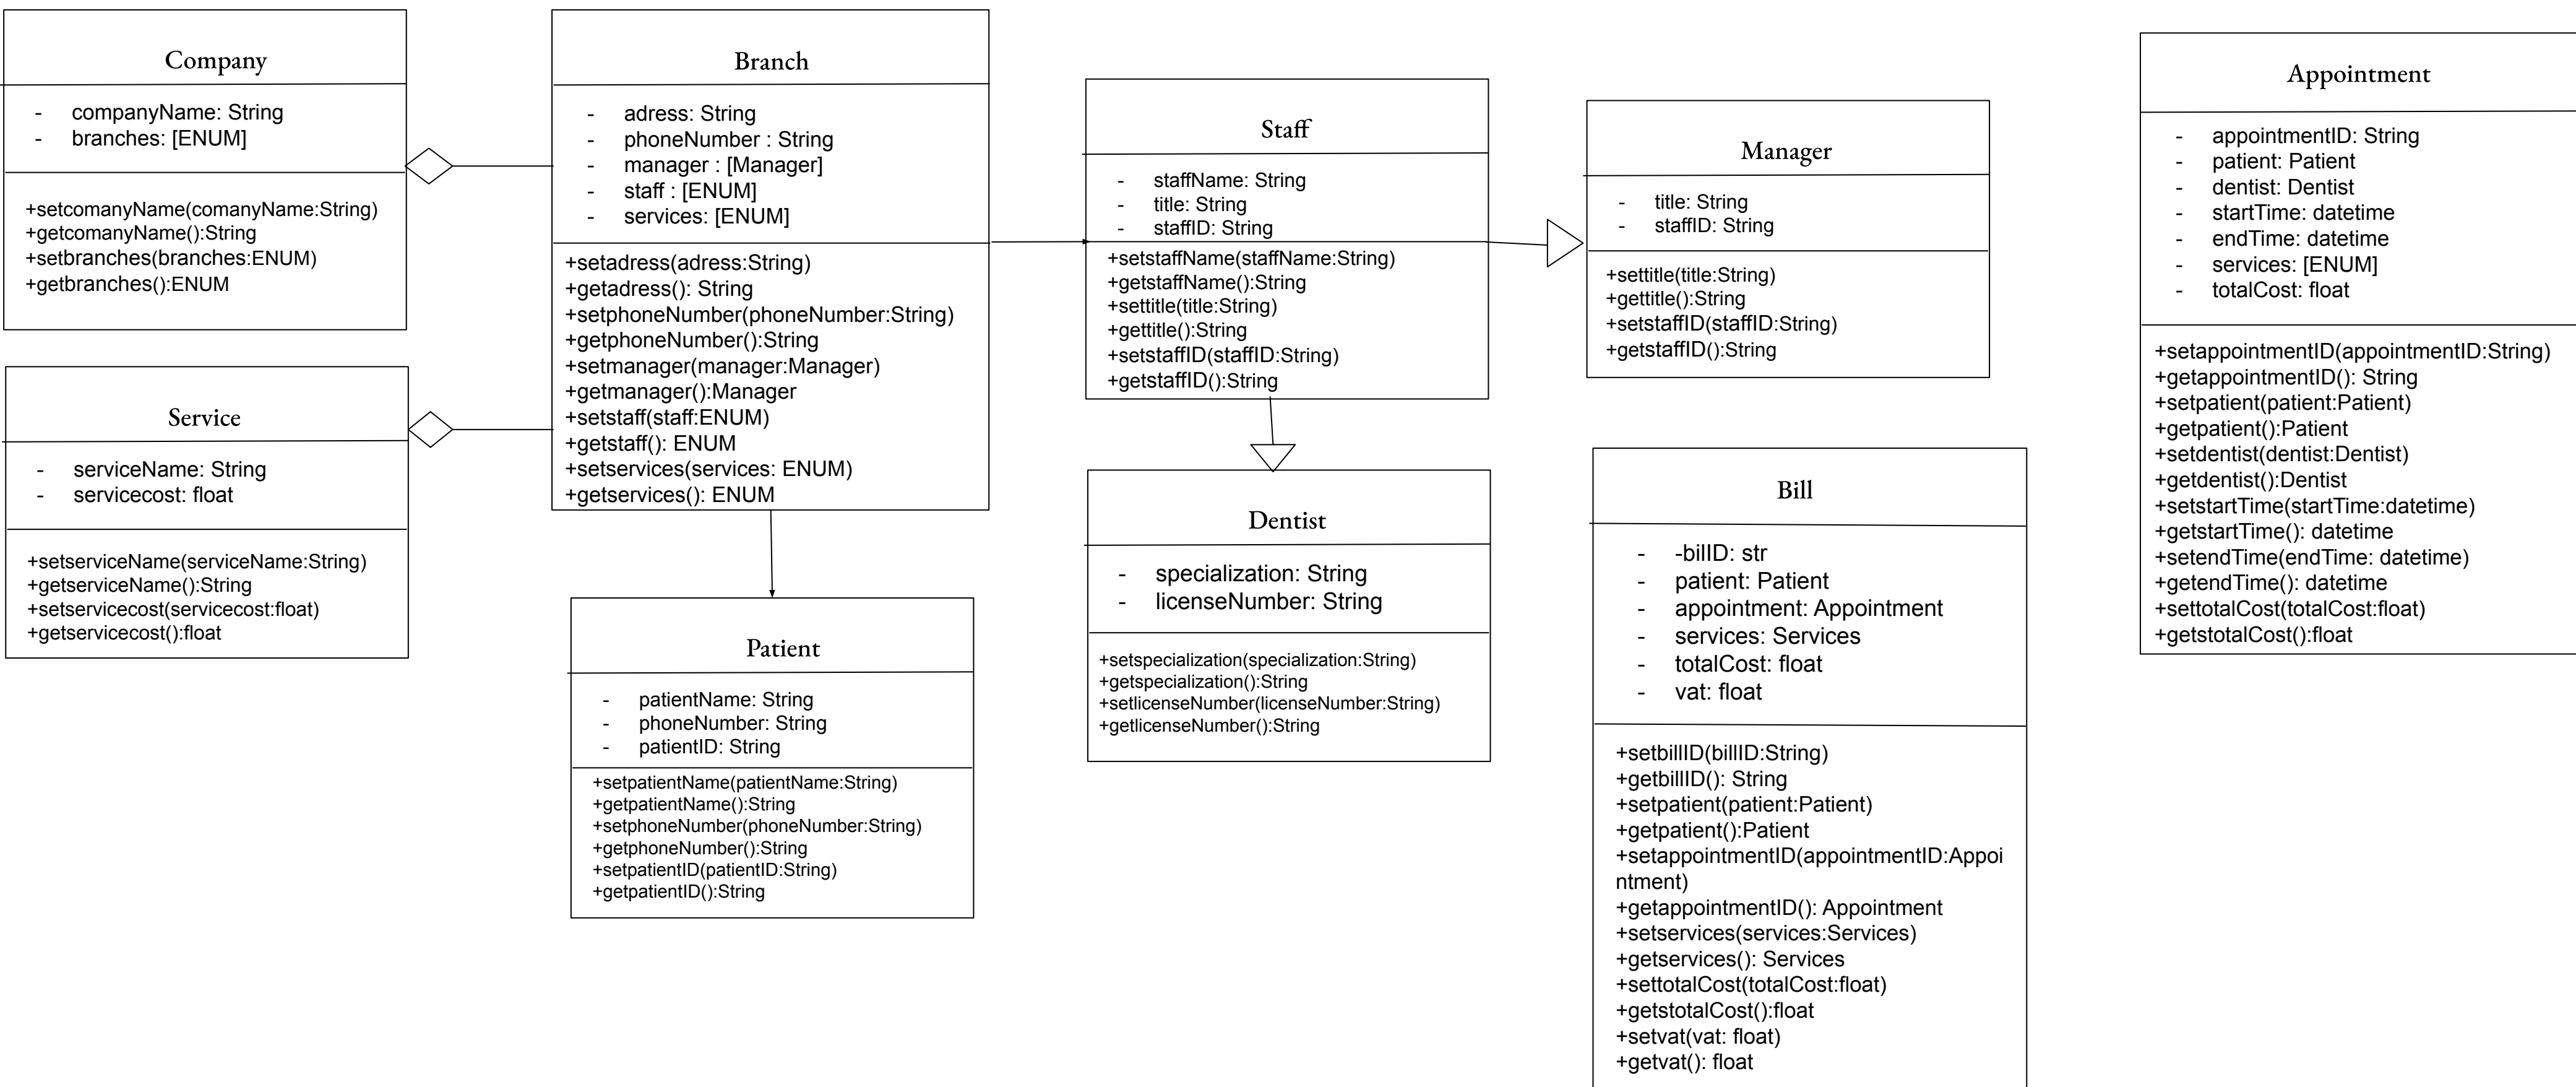 Company
- companyName: String
- branches: [ENUM]
+setcomanyName(comanyName:String)
+getcomanyName():String
+setbranches(branches:ENUM)
+getbranches():ENUM
Service
- serviceName: String
- servicecost: float
+setserviceName(serviceName:String)
+getserviceName():String
+setservicecost(servicecost:float)
+getservicecost():float
Branch
- adress: String
- phoneNumber : String
- manager : [Manager]
- staff : [ENUM]
- services: [ENUM]
+setadress(adress:String)
+getadress(): String
+setphoneNumber(phoneNumber:String)
+getphoneNumber():String
+setmanager(manager:Manager)
+getmanager():Manager
+setstaff(staff:ENUM)
+getstaff(): ENUM
+setservices(services: ENUM)
+getservices(): ENUM
Patient
- patientName: String
- phoneNumber: String
- patientID: String
+setpatientName(patientName:String)
+getpatientName():String
+setphoneNumber(phoneNumber:String)
+getphoneNumber():String
+setpatientID(patientID:String)
+getpatientID():String
Staff
- staffName: String
- title: String
- staffID: String
+setstaffName(staffName:String)
+getstaffName():String
+settitle(title:String)
+gettitle():String
+setstaffID(staffID:String)
+getstaffID():String
Dentist
- specialization: String
- licenseNumber: String
+setspecialization(specialization:String)
+getspecialization():String
+setlicenseNumber(licenseNumber:String)
+getlicenseNumber():String
Manager
- title: String
- staffID: String
+settitle(title:String)
+gettitle():String
+setstaffID(staffID:String)
+getstaffID():String
Bill
- -billID: str
- patient: Patient
- appointment: Appointment
- services: Services
- totalCost: float
- vat: float
+setbillID(billID:String)
+getbillID(): String
+setpatient(patient:Patient)
+getpatient():Patient
+setappointmentID(appointmentID:Appoi
ntment)
+getappointmentID(): Appointment
+setservices(services:Services)
+getservices(): Services
+settotalCost(totalCost:float)
+getstotalCost():float
+setvat(vat: float)
+getvat(): float
Appointment
- appointmentID: String
- patient: Patient
- dentist: Dentist
- startTime: datetime
- endTime: datetime
- services: [ENUM]
- totalCost: float
+setappointmentID(appointmentID:String)
+getappointmentID(): String
+setpatient(patient:Patient)
+getpatient():Patient
+setdentist(dentist:Dentist)
+getdentist():Dentist
+setstartTime(startTime:datetime)
+getstartTime(): datetime
+setendTime(endTime: datetime)
+getendTime(): datetime
+settotalCost(totalCost:float)
+getstotalCost():float